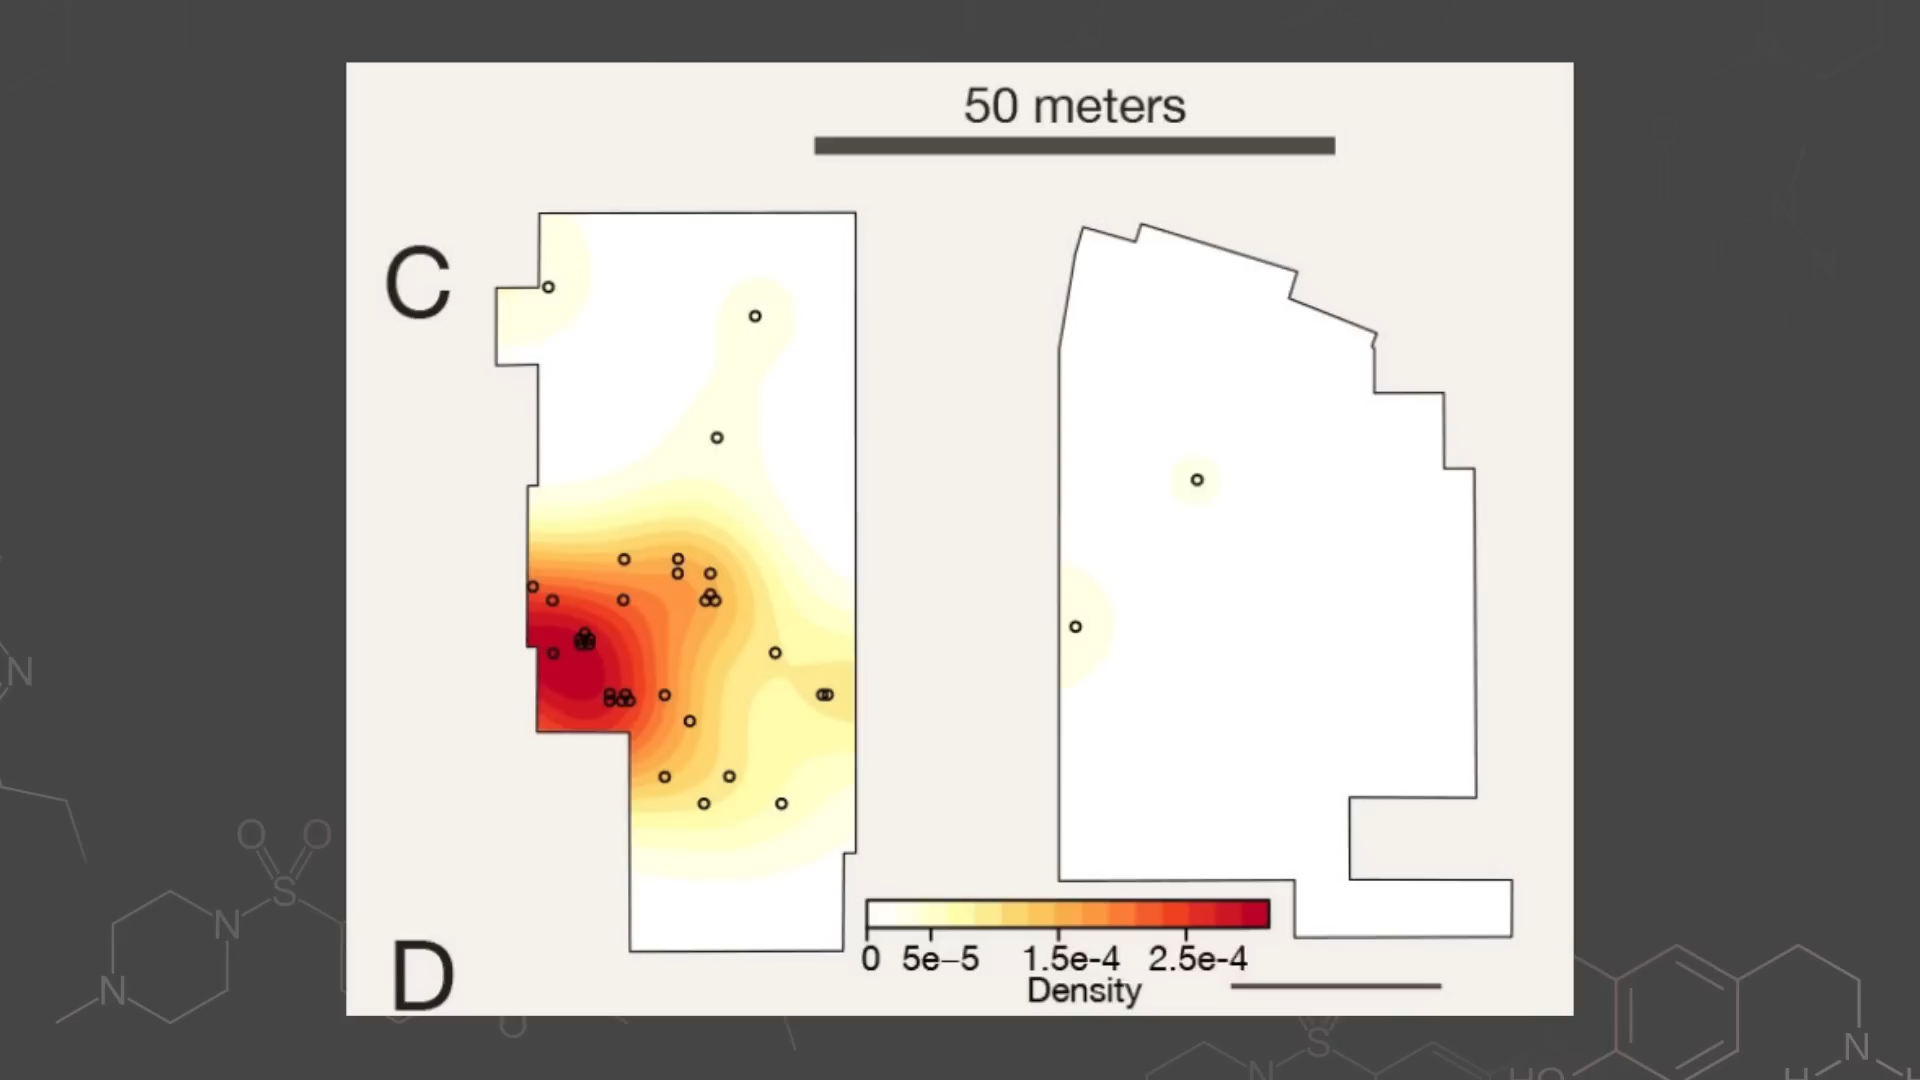 50 meters
C
D
0 5e–5 1.5e-4 2.5e-4
Density
N
O O
S
N
N
O
S
N
HO
N
H
H